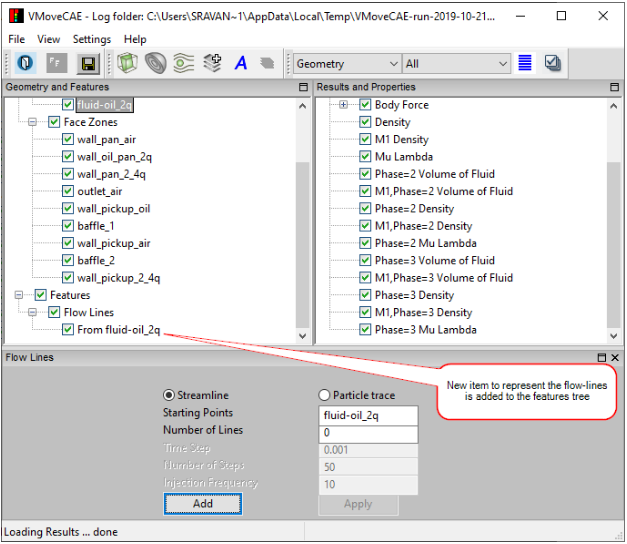 VMoveCAE - Log folder: C:\Users\SRAVAN~1\AppData\Local\Temp\VMoveCAE-run-2019-10-21...
File View Settings Help
A
Geometry
All
Geometry and Features
fluid-oil_2q
Face Zones
wall_pan_air
wall_oil_pan_2q
wall_pan_2_4q
outlet_air
wall_pickup_oil
baffle_1
wall_pickup_air
baffle_2
wall_pickup_2_4q
Features
Flow Lines
From fluid-oil_2q
Results and Properties
Body Force
Density
M1 Density
Mu Lambda
Phase=2 Volume of Fluid
M1,Phase=2 Volume of Fluid
Phase=2 Density
M1,Phase=2 Density
Phase=2 Mu Lambda
Phase=3 Volume of Fluid
M1,Phase=3 Volume of Fluid
Phase=3 Density
M1,Phase=3 Density
Phase=3 Mu Lambda
New item to represent the flow-lines
is added to the features tree
Flow Lines
Streamline Particle trace
Starting Points fluid-oil_2q
Number of Lines 0
Time Step 0.001
Number of Steps 50
Injection Frequency 10
Add Apply
Loading Results ... done